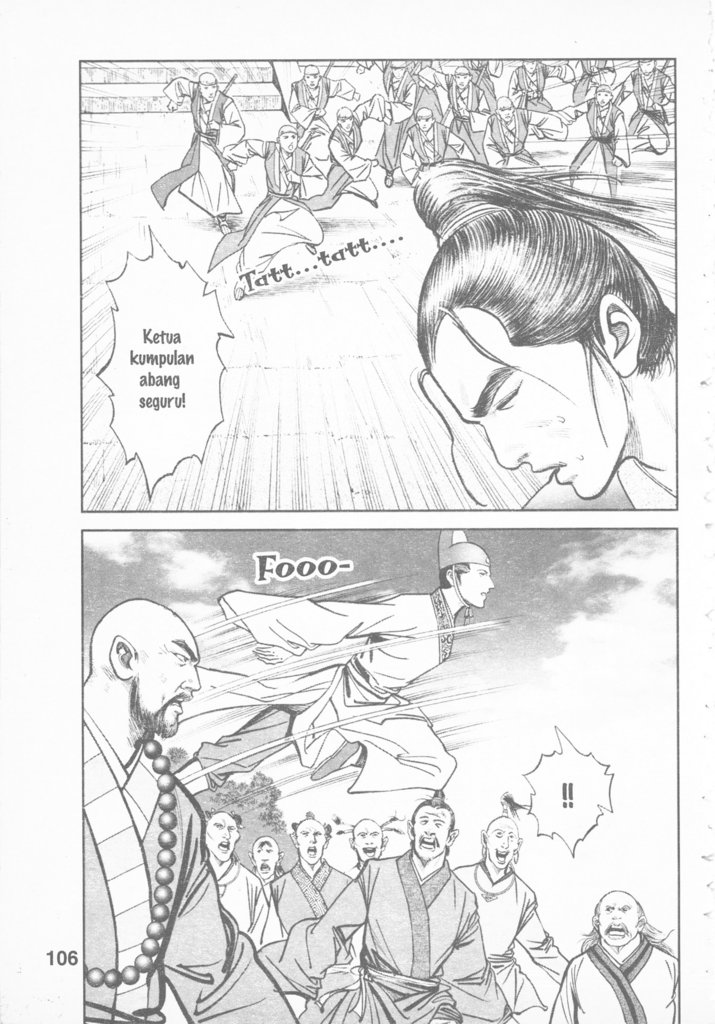 Tatt...tatt....
Ketua
kumpulan
abang
seguru!
Fooo-
!!
106